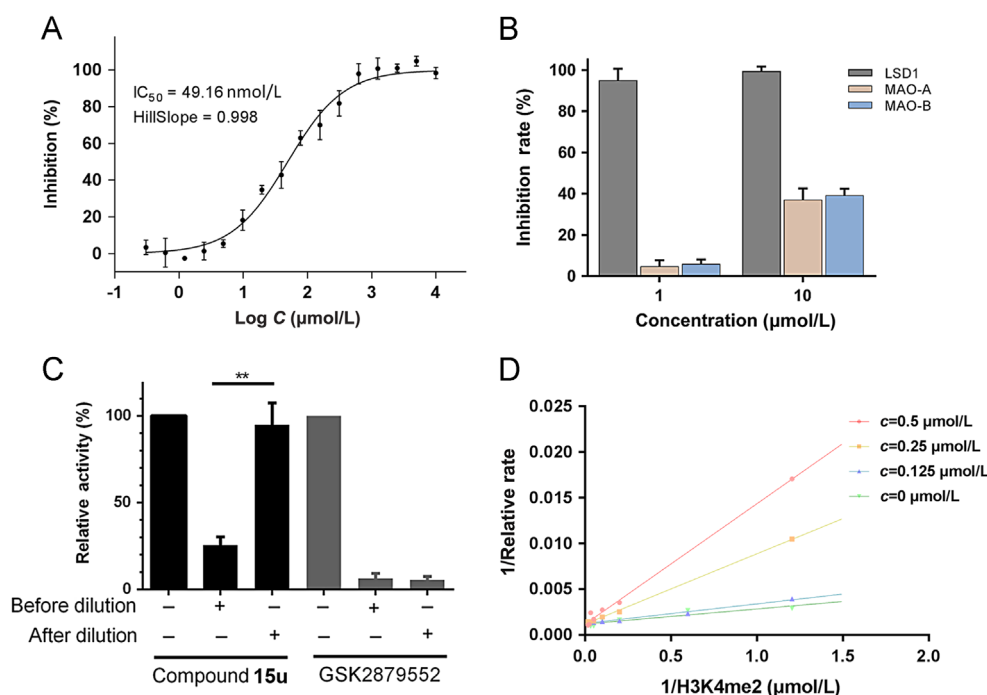 A
Inhibition (%)
100
80
60
40
20
0
IC50 = 49.16 nmol/L
HillSlope = 0.998
-1
0
1
2
3
4
Log C (μmol/L)
B
Inhibition rate (%)
100
80
60
40
20
0
LSD1
MAO-A
MAO-B
1
10
Concentration (μmol/L)
C
Relative activity (%)
100
50
0
**
Before dilution – + – – + –
After dilution – – + – – +
Compound 15u
GSK2879552
D
1/Relative rate
0.025
0.020
0.015
0.010
0.005
0.000
c=0.5 μmol/L
c=0.25 μmol/L
c=0.125 μmol/L
c=0 μmol/L
0.0
0.5
1.0
1.5
2.0
1/H3K4me2 (μmol/L)